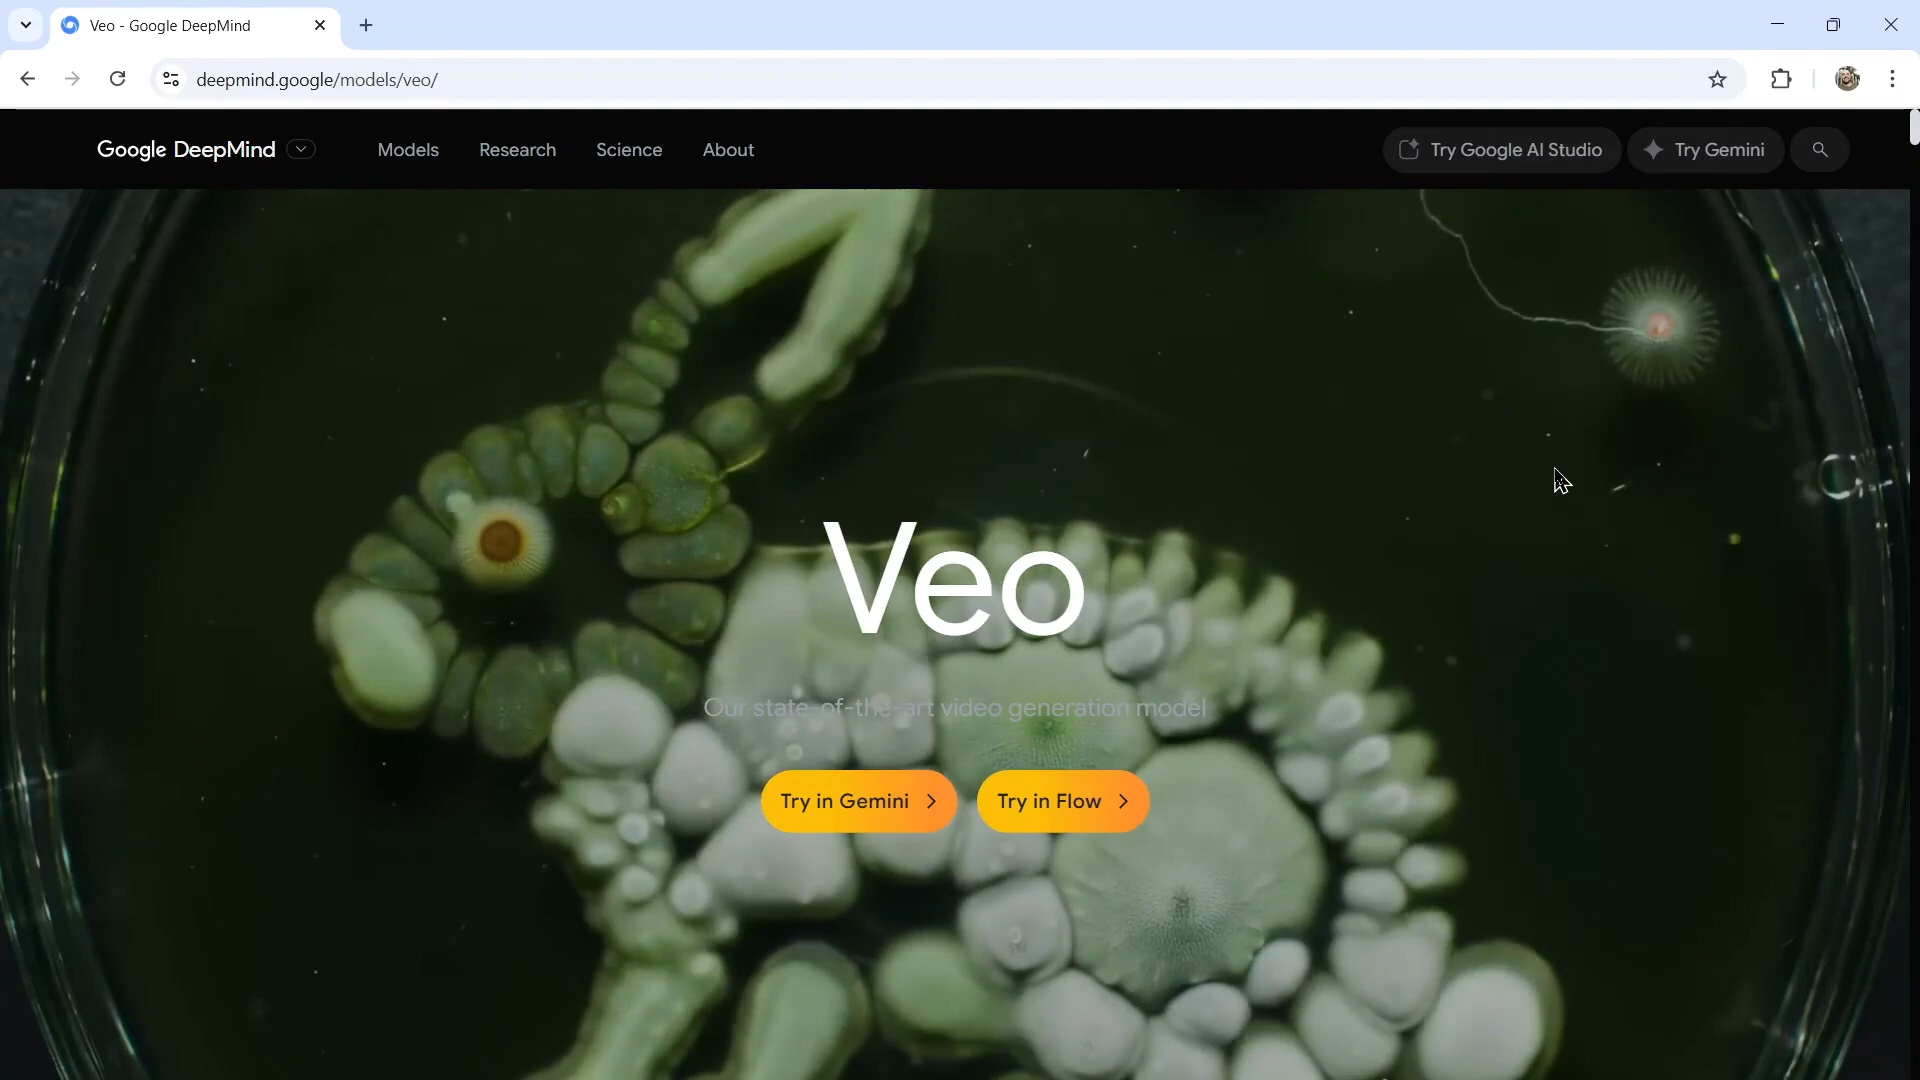 Veo - Google DeepMind
deepmind.google/models/veo/
Google DeepMind Models Research Science About Try Google AI Studio Try Gemini
Veo
Our state-of-the-art video generation model
Try in Gemini Try in Flow